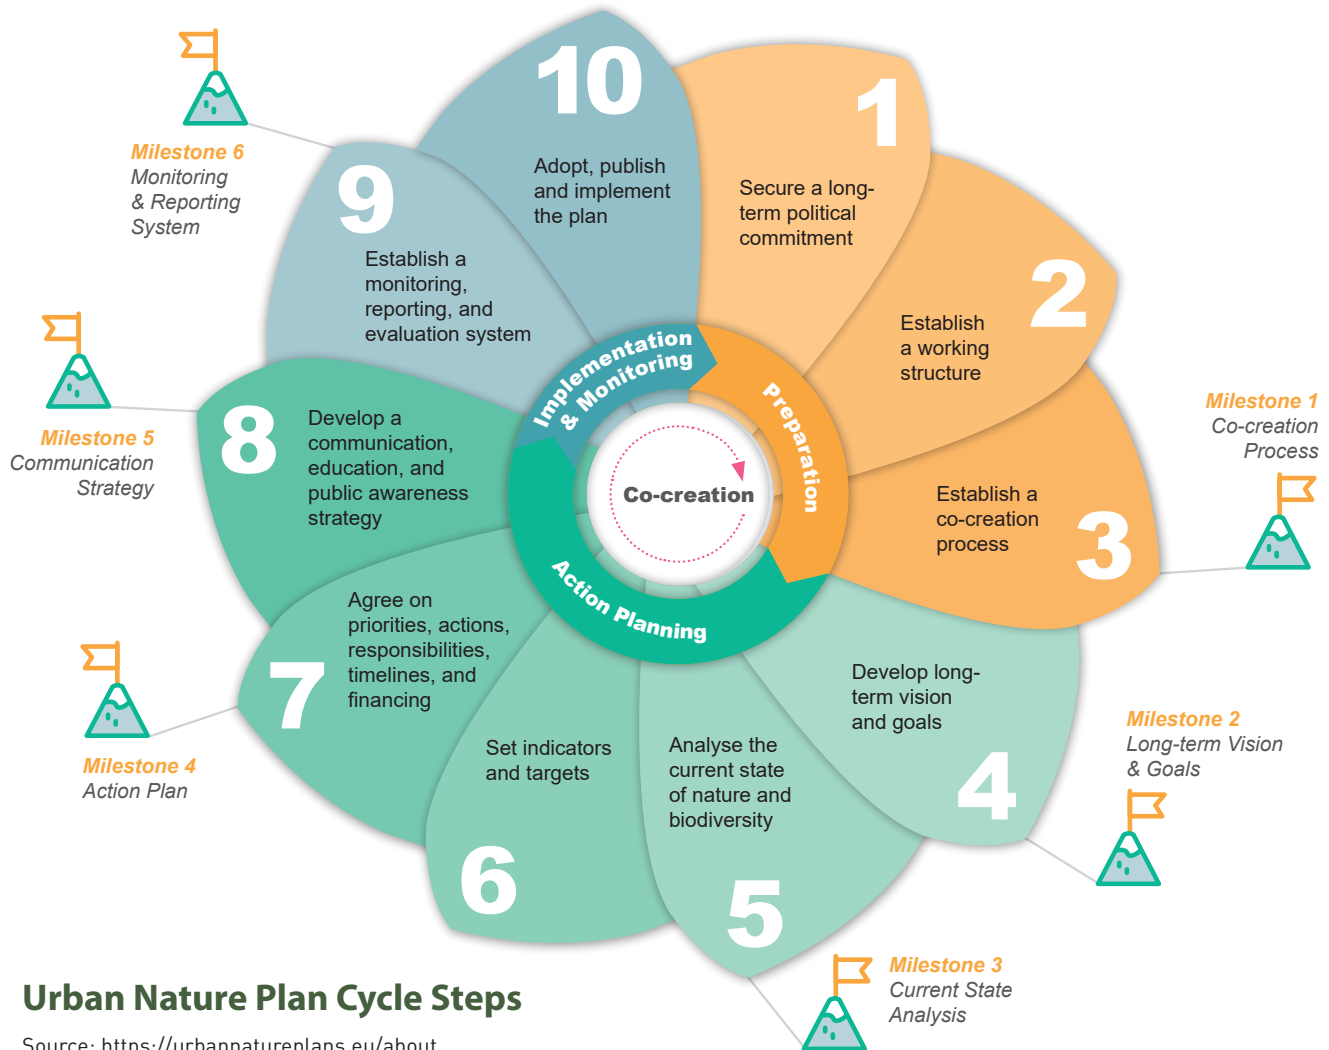 10
Adopt, publish
and implement
the plan
1
Secure a long-
term political
commitment
2
Establish
a working
structure
3
Establish a
co-creation
process
Milestone 1
Co-creation
Process
4
Develop long-
term vision
and goals
Milestone 2
Long-term Vision
& Goals
5
Analyse the
current state
of nature and
biodiversity
Milestone 3
Current State
Analysis
6
Set indicators
and targets
7
Agree on
priorities, actions,
responsibilities,
timelines, and
financing
Milestone 4
Action Plan
8
Develop a
communication,
education, and
public awareness
strategy
Milestone 5
Communication
Strategy
9
Establish a
monitoring,
reporting, and
evaluation system
Milestone 6
Monitoring
& Reporting
System
Implementation
& Monitoring
Preparation
Action Planning
Co-creation
Urban Nature Plan Cycle Steps
Source: https://urbannatureplans.eu/about